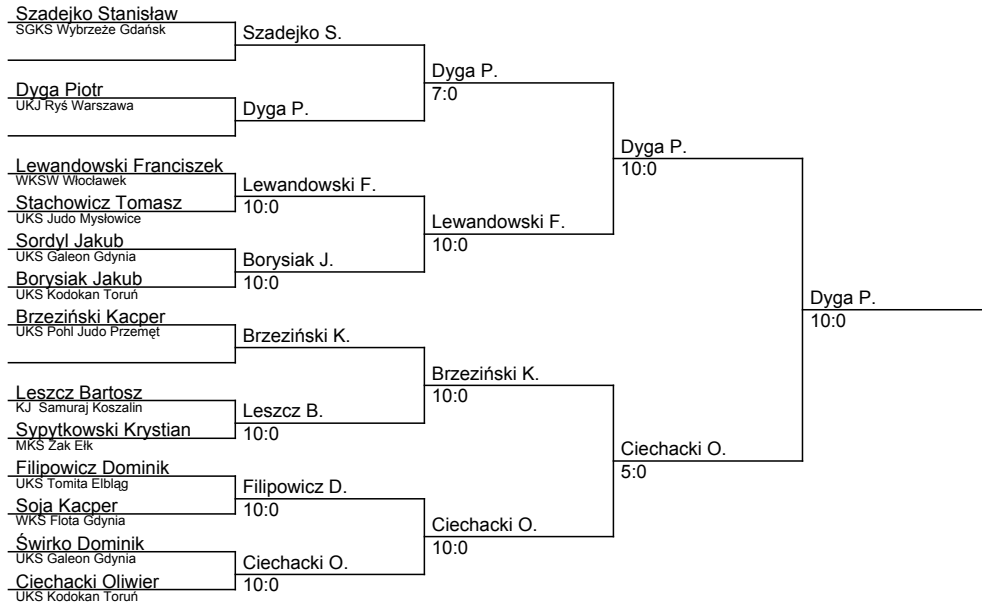 Szadejko Stanisław
SGKS Wybrzeże Gdańsk
Szadejko S.
Dyga P.
7:0
Dyga Piotr
UKJ Ryś Warszawa
Dyga P.
Dyga P.
10:0
Lewandowski Franciszek
WKSW Włocławek
Lewandowski F.
10:0
Stachowicz Tomasz
UKS Judo Mysłowice
Lewandowski F.
10:0
Sordyl Jakub
UKS Galeon Gdynia
Borysiak J.
10:0
Borysiak Jakub
UKS Kodokan Toruń
Dyga P.
10:0
Brzeziński Kacper
UKS Pohl Judo Przemęt
Brzeziński K.
Brzeziński K.
10:0
Leszcz Bartosz
KJ Samuraj Koszalin
Leszcz B.
10:0
Sypytkowski Krystian
MKS Żak Ełk
Ciechacki O.
5:0
Filipowicz Dominik
UKS Tomita Elbląg
Filipowicz D.
10:0
Soja Kacper
WKS Flota Gdynia
Ciechacki O.
10:0
Świrko Dominik
UKS Galeon Gdynia
Ciechacki O.
10:0
Ciechacki Oliwier
UKS Kodokan Toruń